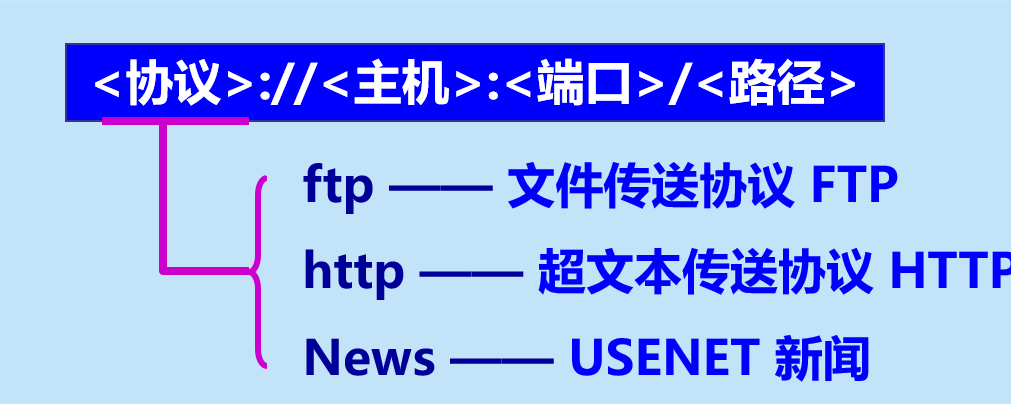 <协议>://<主机>:<端口>/<路径>
ftp —— 文件传送协议 FTP
http —— 超文本传送协议 HTTP
News —— USENET 新闻